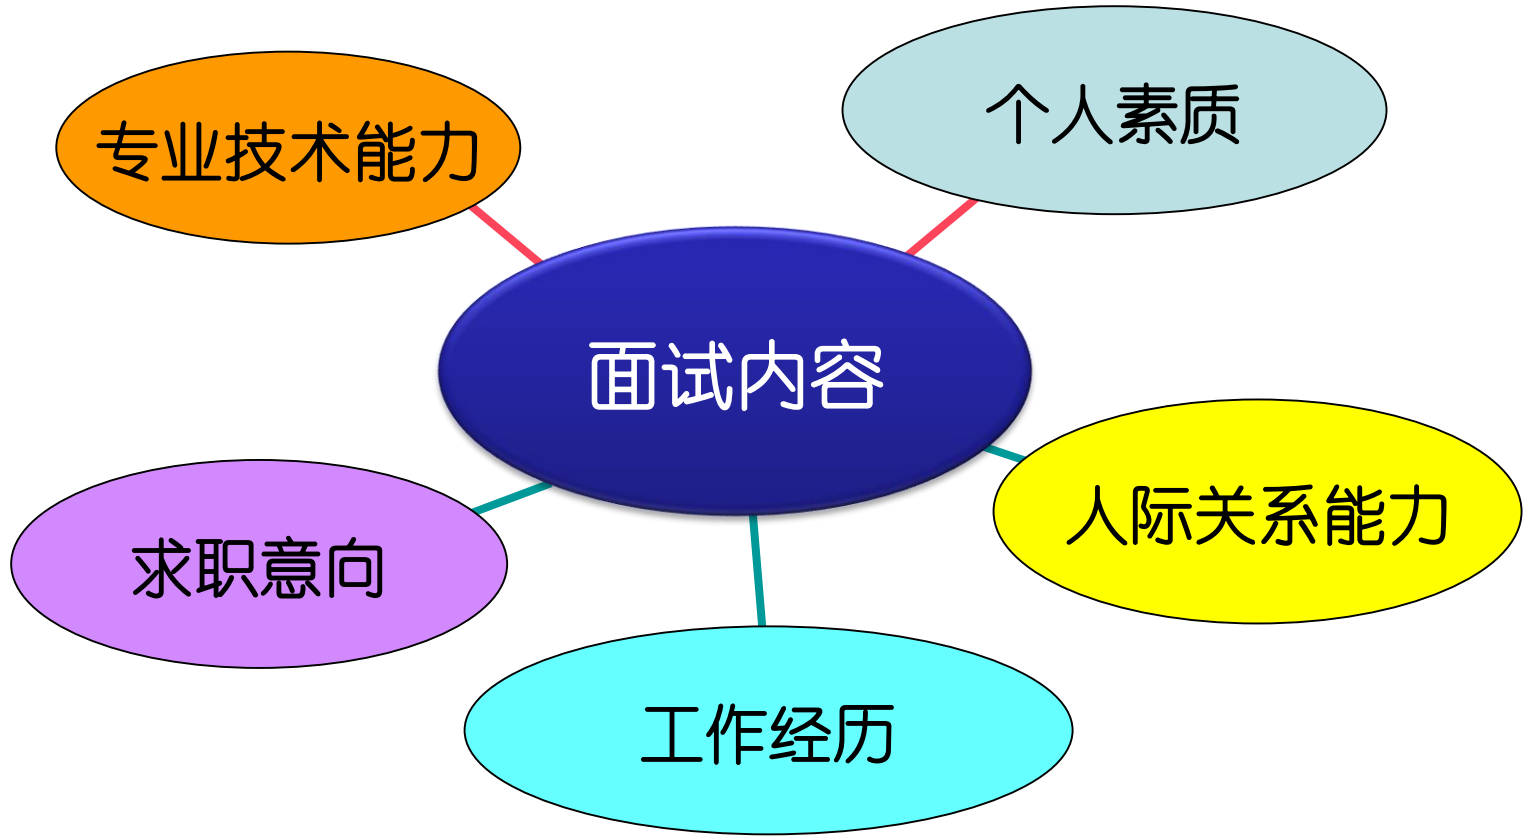 个人素质
专业技术能力
面试内容
人际关系能力
求职意向
工作经历